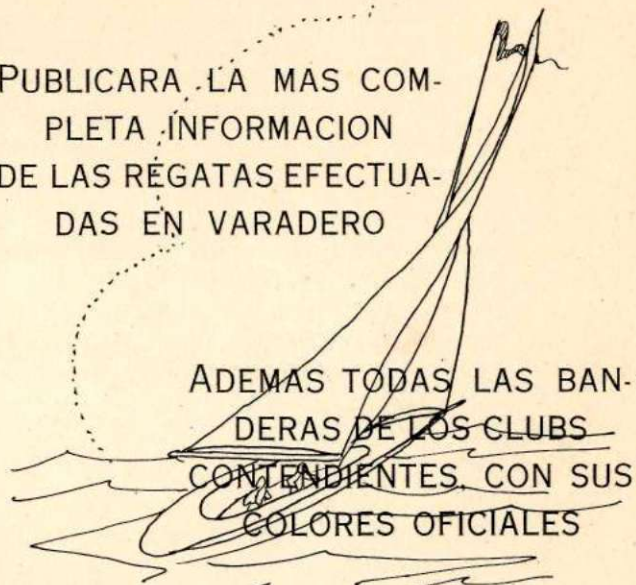 PUBLICARA LA MAS COM-
PLETA INFORMACION
DE LAS REGATAS EFECTUA-
DAS EN VARADERO
ADEMAS TODAS LAS BAN-
DERAS DE LOS CLUBS
CONTENDIENTES, CON SUS
COLORES OFICIALES